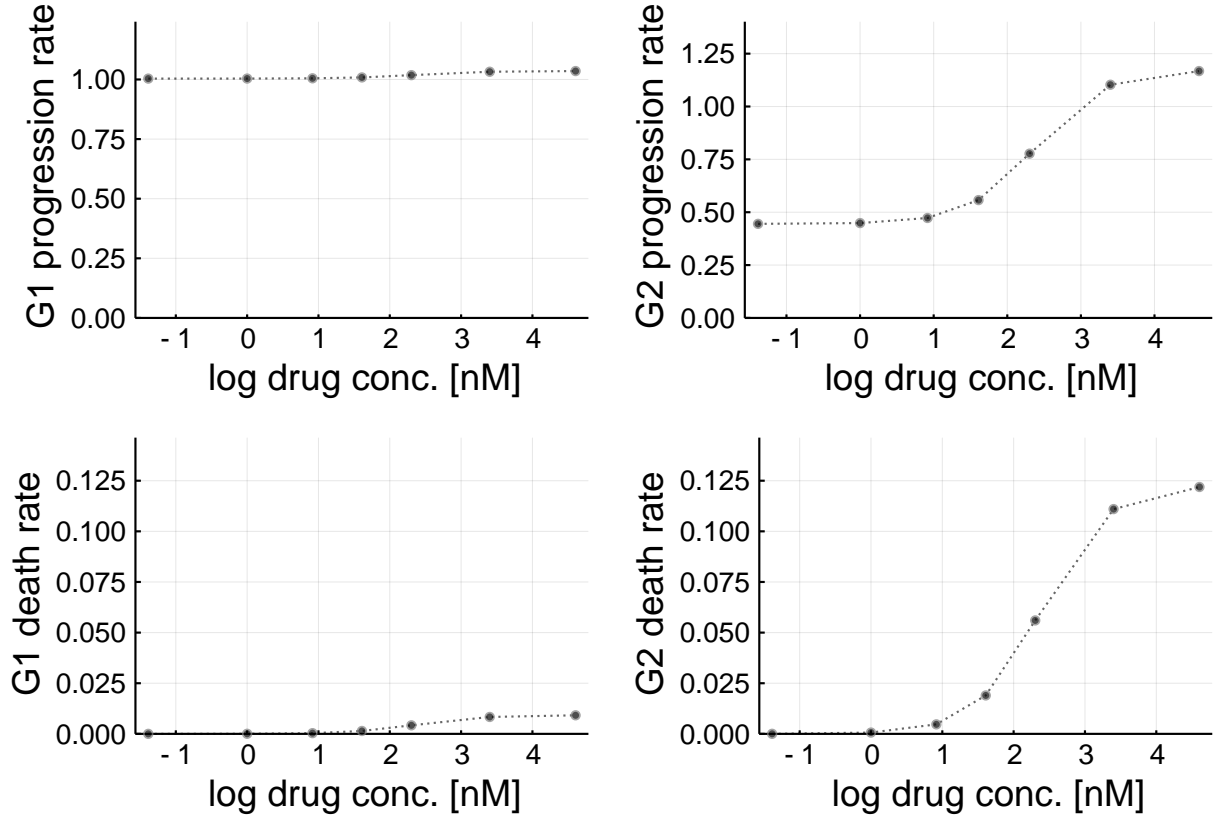 G1 progression rate
1.00
0.75
0.50
0.25
0.00
- 1 0 1 2 3 4
log drug conc. [nM]
G2 progression rate
1.25
1.00
0.75
0.50
0.25
0.00
- 1 0 1 2 3 4
log drug conc. [nM]
G1 death rate
0.125
0.100
0.075
0.050
0.025
0.000
- 1 0 1 2 3 4
log drug conc. [nM]
G2 death rate
0.125
0.100
0.075
0.050
0.025
0.000
- 1 0 1 2 3 4
log drug conc. [nM]